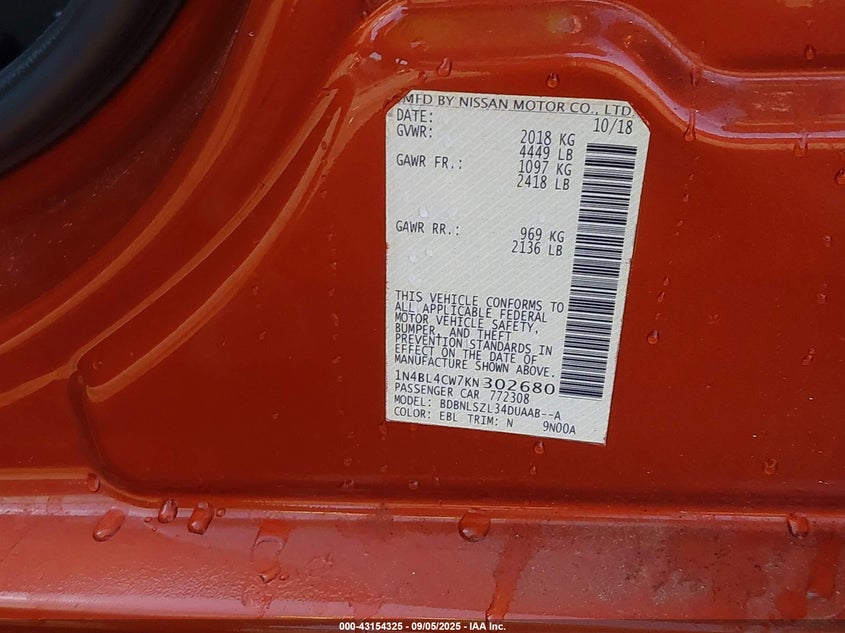 MFD BY NISSAN MOTOR CO., LTD.
DATE: 10/18
GVWR: 2018 KG
4449 LB
GAWR FR.: 1097 KG
2418 LB
GAWR RR.: 969 KG
2136 LB
THIS VEHICLE CONFORMS TO
ALL APPLICABLE FEDERAL
MOTOR VEHICLE SAFETY,
BUMPER, AND THEFT
PREVENTION STANDARDS IN
EFFECT ON THE DATE OF
MANUFACTURE SHOWN ABOVE.
1N4BL4CW7KN302680
PASSENGER CAR 772308
MODEL: BDBNLSZL34DUAAB--A
COLOR: EBL TRIM: N 9N00A
000-43154325 - 09/05/2025 - IAA Inc.